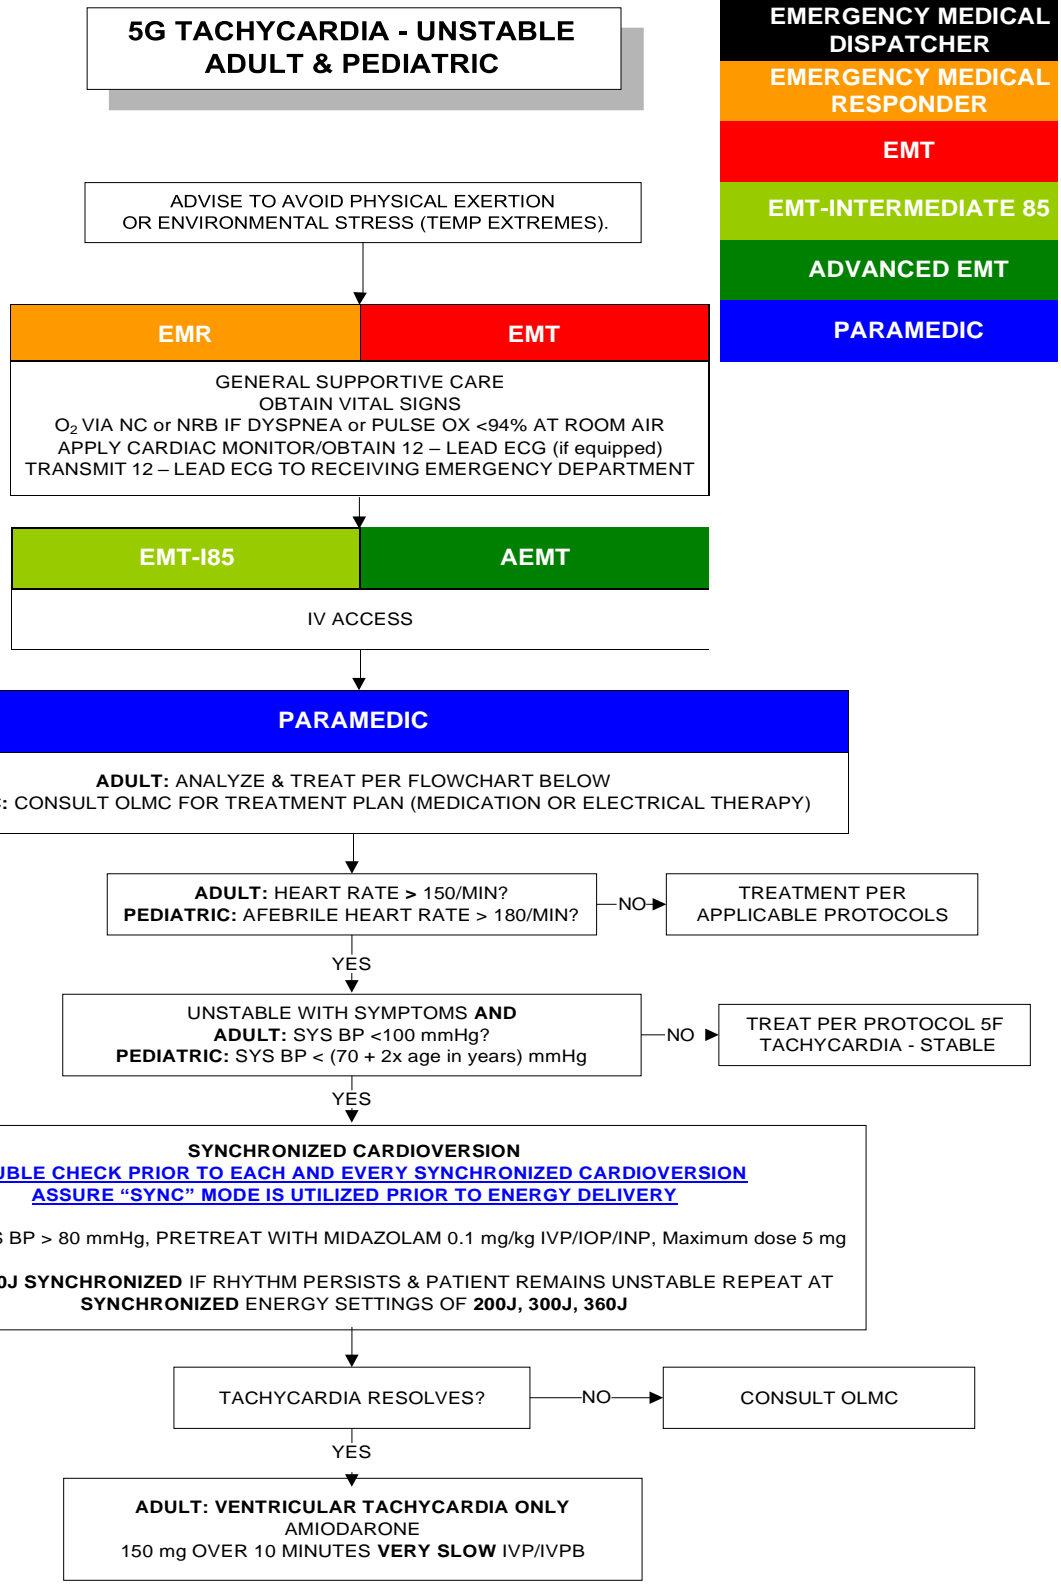 5G TACHYCARDIA - UNSTABLE
ADULT & PEDIATRIC
EMERGENCY MEDICAL
DISPATCHER
EMERGENCY MEDICAL
RESPONDER
EMT
EMT-INTERMEDIATE 85
ADVANCED EMT
PARAMEDIC
ADVISE TO AVOID PHYSICAL EXERTION
OR ENVIRONMENTAL STRESS (TEMP EXTREMES).
EMR EMT
GENERAL SUPPORTIVE CARE
OBTAIN VITAL SIGNS
O₂ VIA NC or NRB IF DYSPNEA or PULSE OX <94% AT ROOM AIR
APPLY CARDIAC MONITOR/OBTAIN 12 – LEAD ECG (if equipped)
TRANSMIT 12 – LEAD ECG TO RECEIVING EMERGENCY DEPARTMENT
EMT-I85 AEMT
IV ACCESS
PARAMEDIC
ADULT: ANALYZE & TREAT PER FLOWCHART BELOW
: CONSULT OLMC FOR TREATMENT PLAN (MEDICATION OR ELECTRICAL THERAPY)
ADULT: HEART RATE > 150/MIN?
PEDIATRIC: AFEBRILE HEART RATE > 180/MIN?
NO
TREATMENT PER
APPLICABLE PROTOCOLS
YES
UNSTABLE WITH SYMPTOMS AND
ADULT: SYS BP <100 mmHg?
PEDIATRIC: SYS BP < (70 + 2x age in years) mmHg
NO
TREAT PER PROTOCOL 5F
TACHYCARDIA - STABLE
YES
SYNCHRONIZED CARDIOVERSION
UBLE CHECK PRIOR TO EACH AND EVERY SYNCHRONIZED CARDIOVERSION
ASSURE “SYNC” MODE IS UTILIZED PRIOR TO ENERGY DELIVERY
BP > 80 mmHg, PRETREAT WITH MIDAZOLAM 0.1 mg/kg IVP/IOP/INP, Maximum dose 5 mg
0J SYNCHRONIZED IF RHYTHM PERSISTS & PATIENT REMAINS UNSTABLE REPEAT AT
SYNCHRONIZED ENERGY SETTINGS OF 200J, 300J, 360J
TACHYCARDIA RESOLVES?
NO
CONSULT OLMC
YES
ADULT: VENTRICULAR TACHYCARDIA ONLY
AMIODARONE
150 mg OVER 10 MINUTES VERY SLOW IVP/IVPB